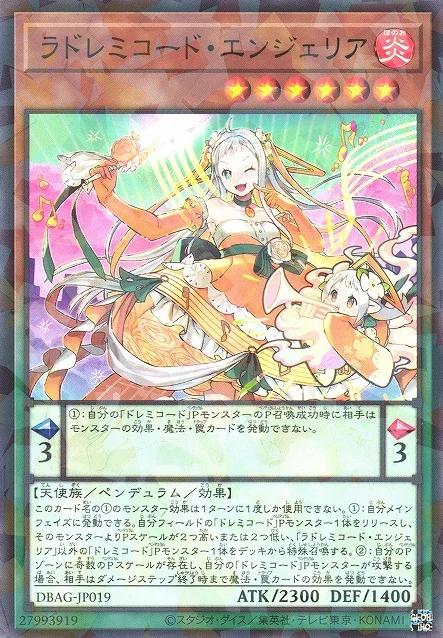 ラドレミコード・エンジェリア
ほのお
炎
①:自分の「ドレミコード」PモンスターのP召喚成功時に相手は
モンスターの効果・魔法・罠カードを発動できない。
3
3
【天使族/ペンデュラム/効果】
このカード名の①のモンスター効果は1ターンに1度しか使用できない。①:自分メイン
フェイズに発動できる。自分フィールドの「ドレミコード」Pモンスター1体をリリースし、
そのモンスターよりPスケールが2つ高いまたは2つ低い、「ラドレミコード・エンジェ
リア」以外の「ドレミコード」Pモンスター1体をデッキから特殊召喚する。②:自分のP
ゾーンに奇数のPスケールが存在し、自分の「ドレミコード」Pモンスターが攻撃す
る場合、相手はダメージステップ終了時まで魔法・罠カードを発動できない。
DBAG-JP019
ATK/2300
DEF/1400
27993919
©スタジオ・ダイス/集英社・テレビ東京・KONAMI